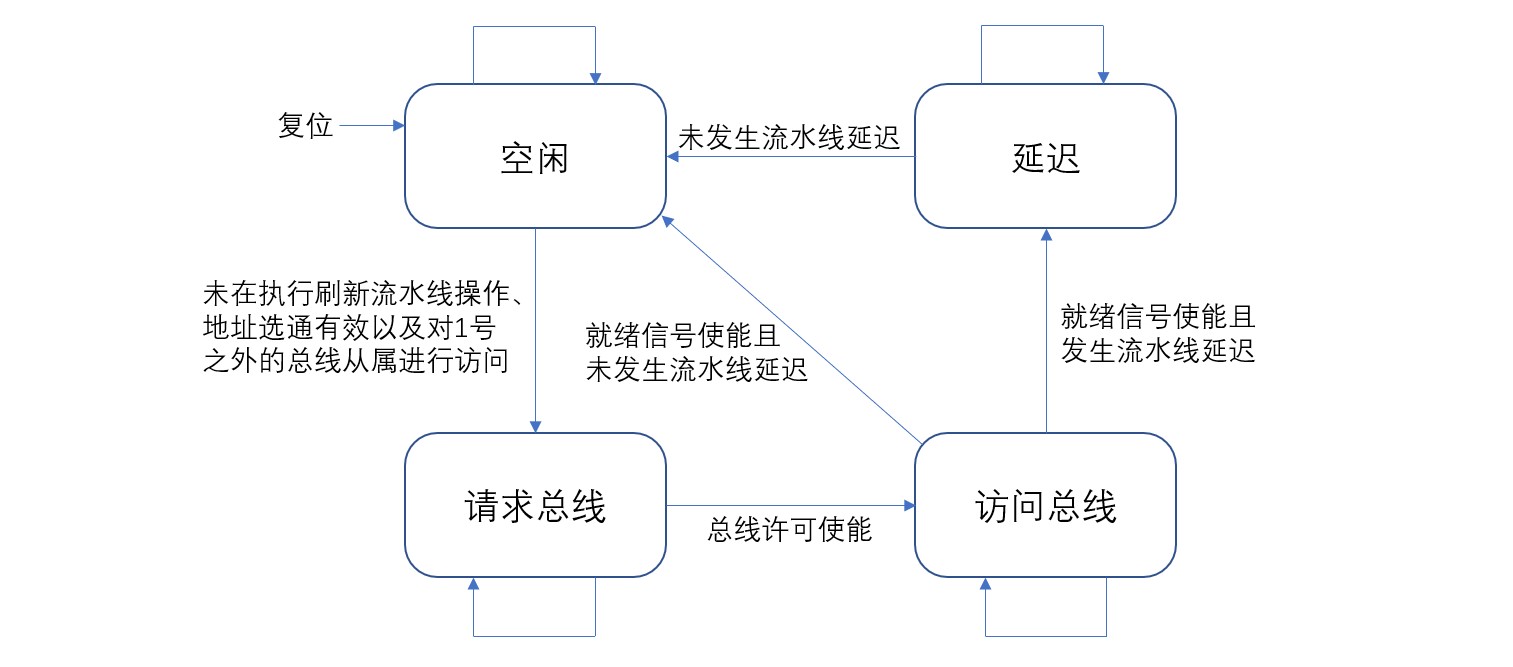 复位
空闲
未发生流水线延迟
延迟
未在执行刷新流水线操作、
地址选通有效以及对1号
之外的总线从属进行访问
就绪信号使能且
未发生流水线延迟
就绪信号使能且
发生流水线延迟
请求总线
总线许可使能
访问总线